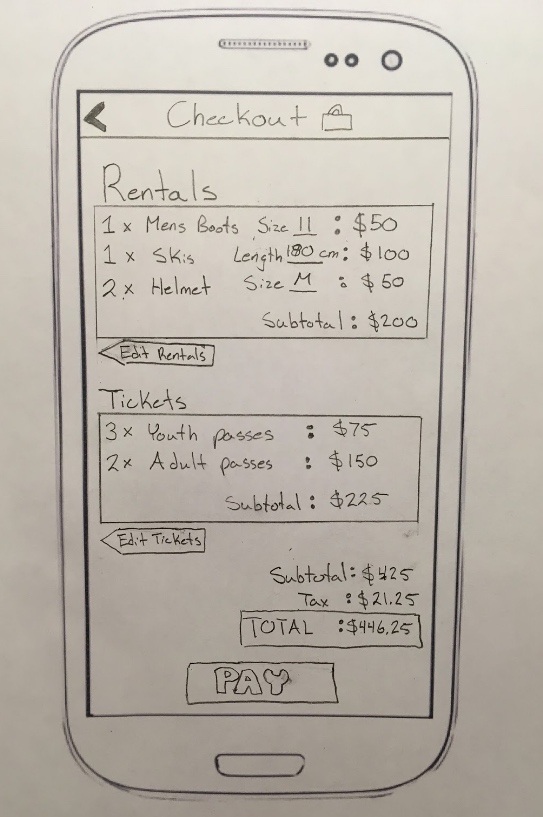 Checkout
Rentals
1 x Mens Boots Size 11 : $50
1 x Skis Length 180 cm : $100
2 x Helmet Size M : $50
Subtotal : $200
Edit Rentals
Tickets
3 x Youth passes : $75
2 x Adult passes : $150
Subtotal : $225
Edit Tickets
Subtotal : $425
Tax : $21.25
TOTAL : $446.25
PAY